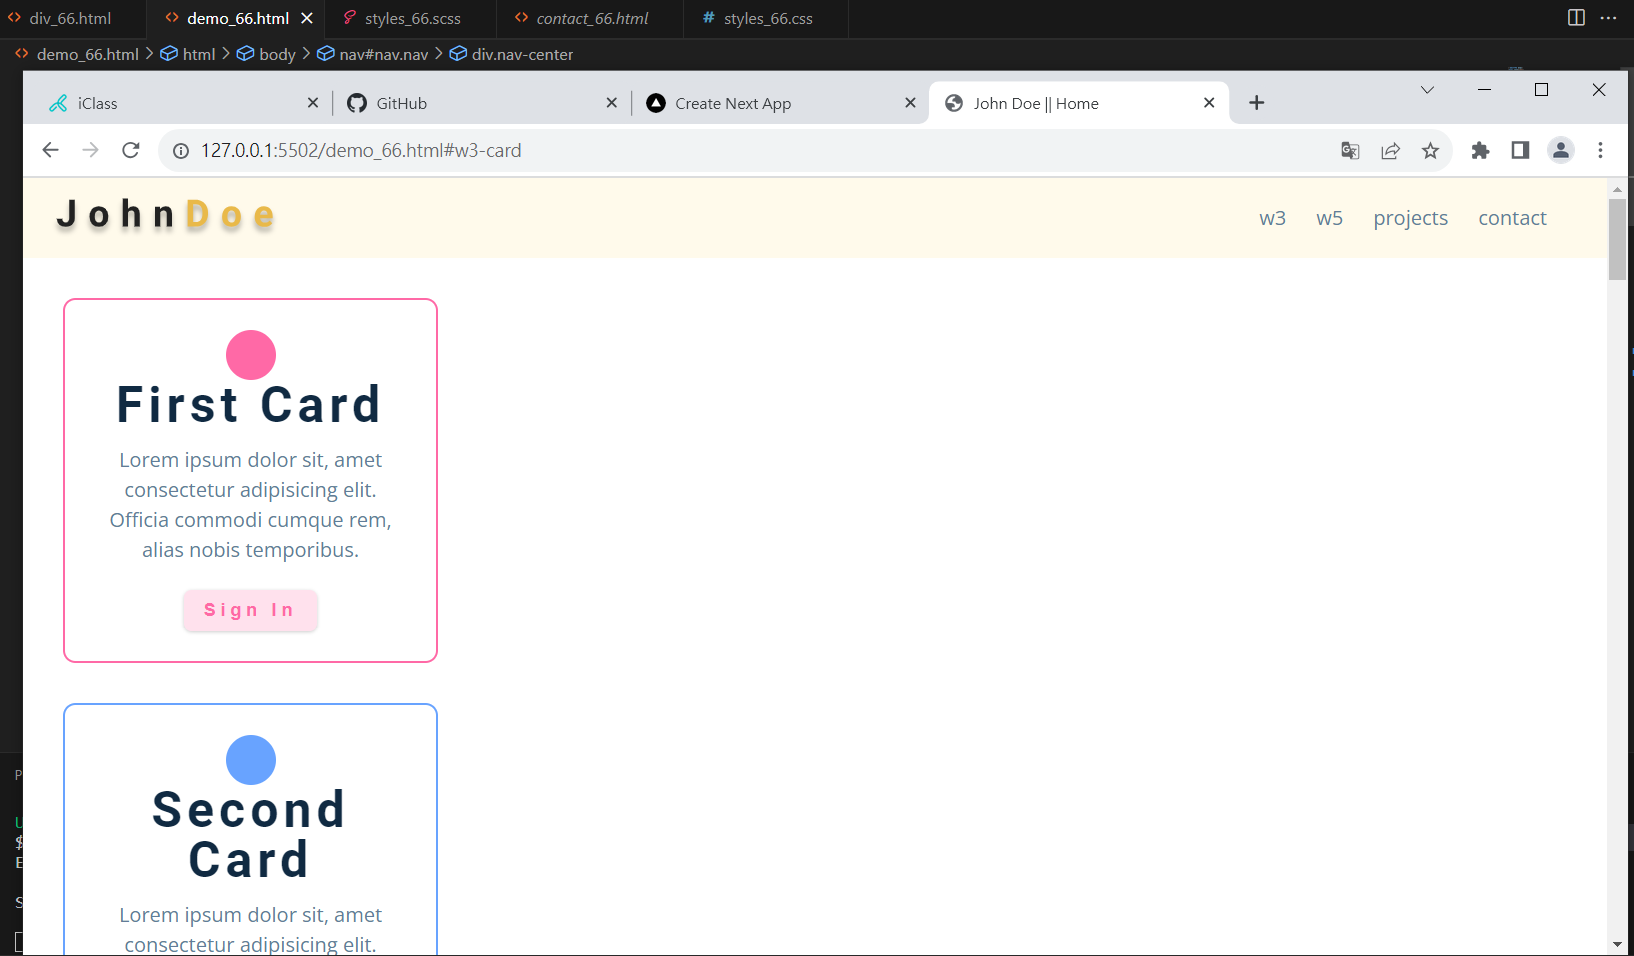 div_66.html demo_66.html styles_66.scss contact_66.html # styles_66.css
demo_66.html > html > body > nav#nav.nav > div.nav-center
iClass GitHub Create Next App John Doe || Home
127.0.0.1:5502/demo_66.html#w3-card
JohnDoe w3 w5 projects contact
First Card
Lorem ipsum dolor sit, amet
consectetur adipisicing elit.
Officia commodi cumque rem,
alias nobis temporibus.
Sign In
Second
Card
Lorem ipsum dolor sit, amet
consectetur adipisicing elit.